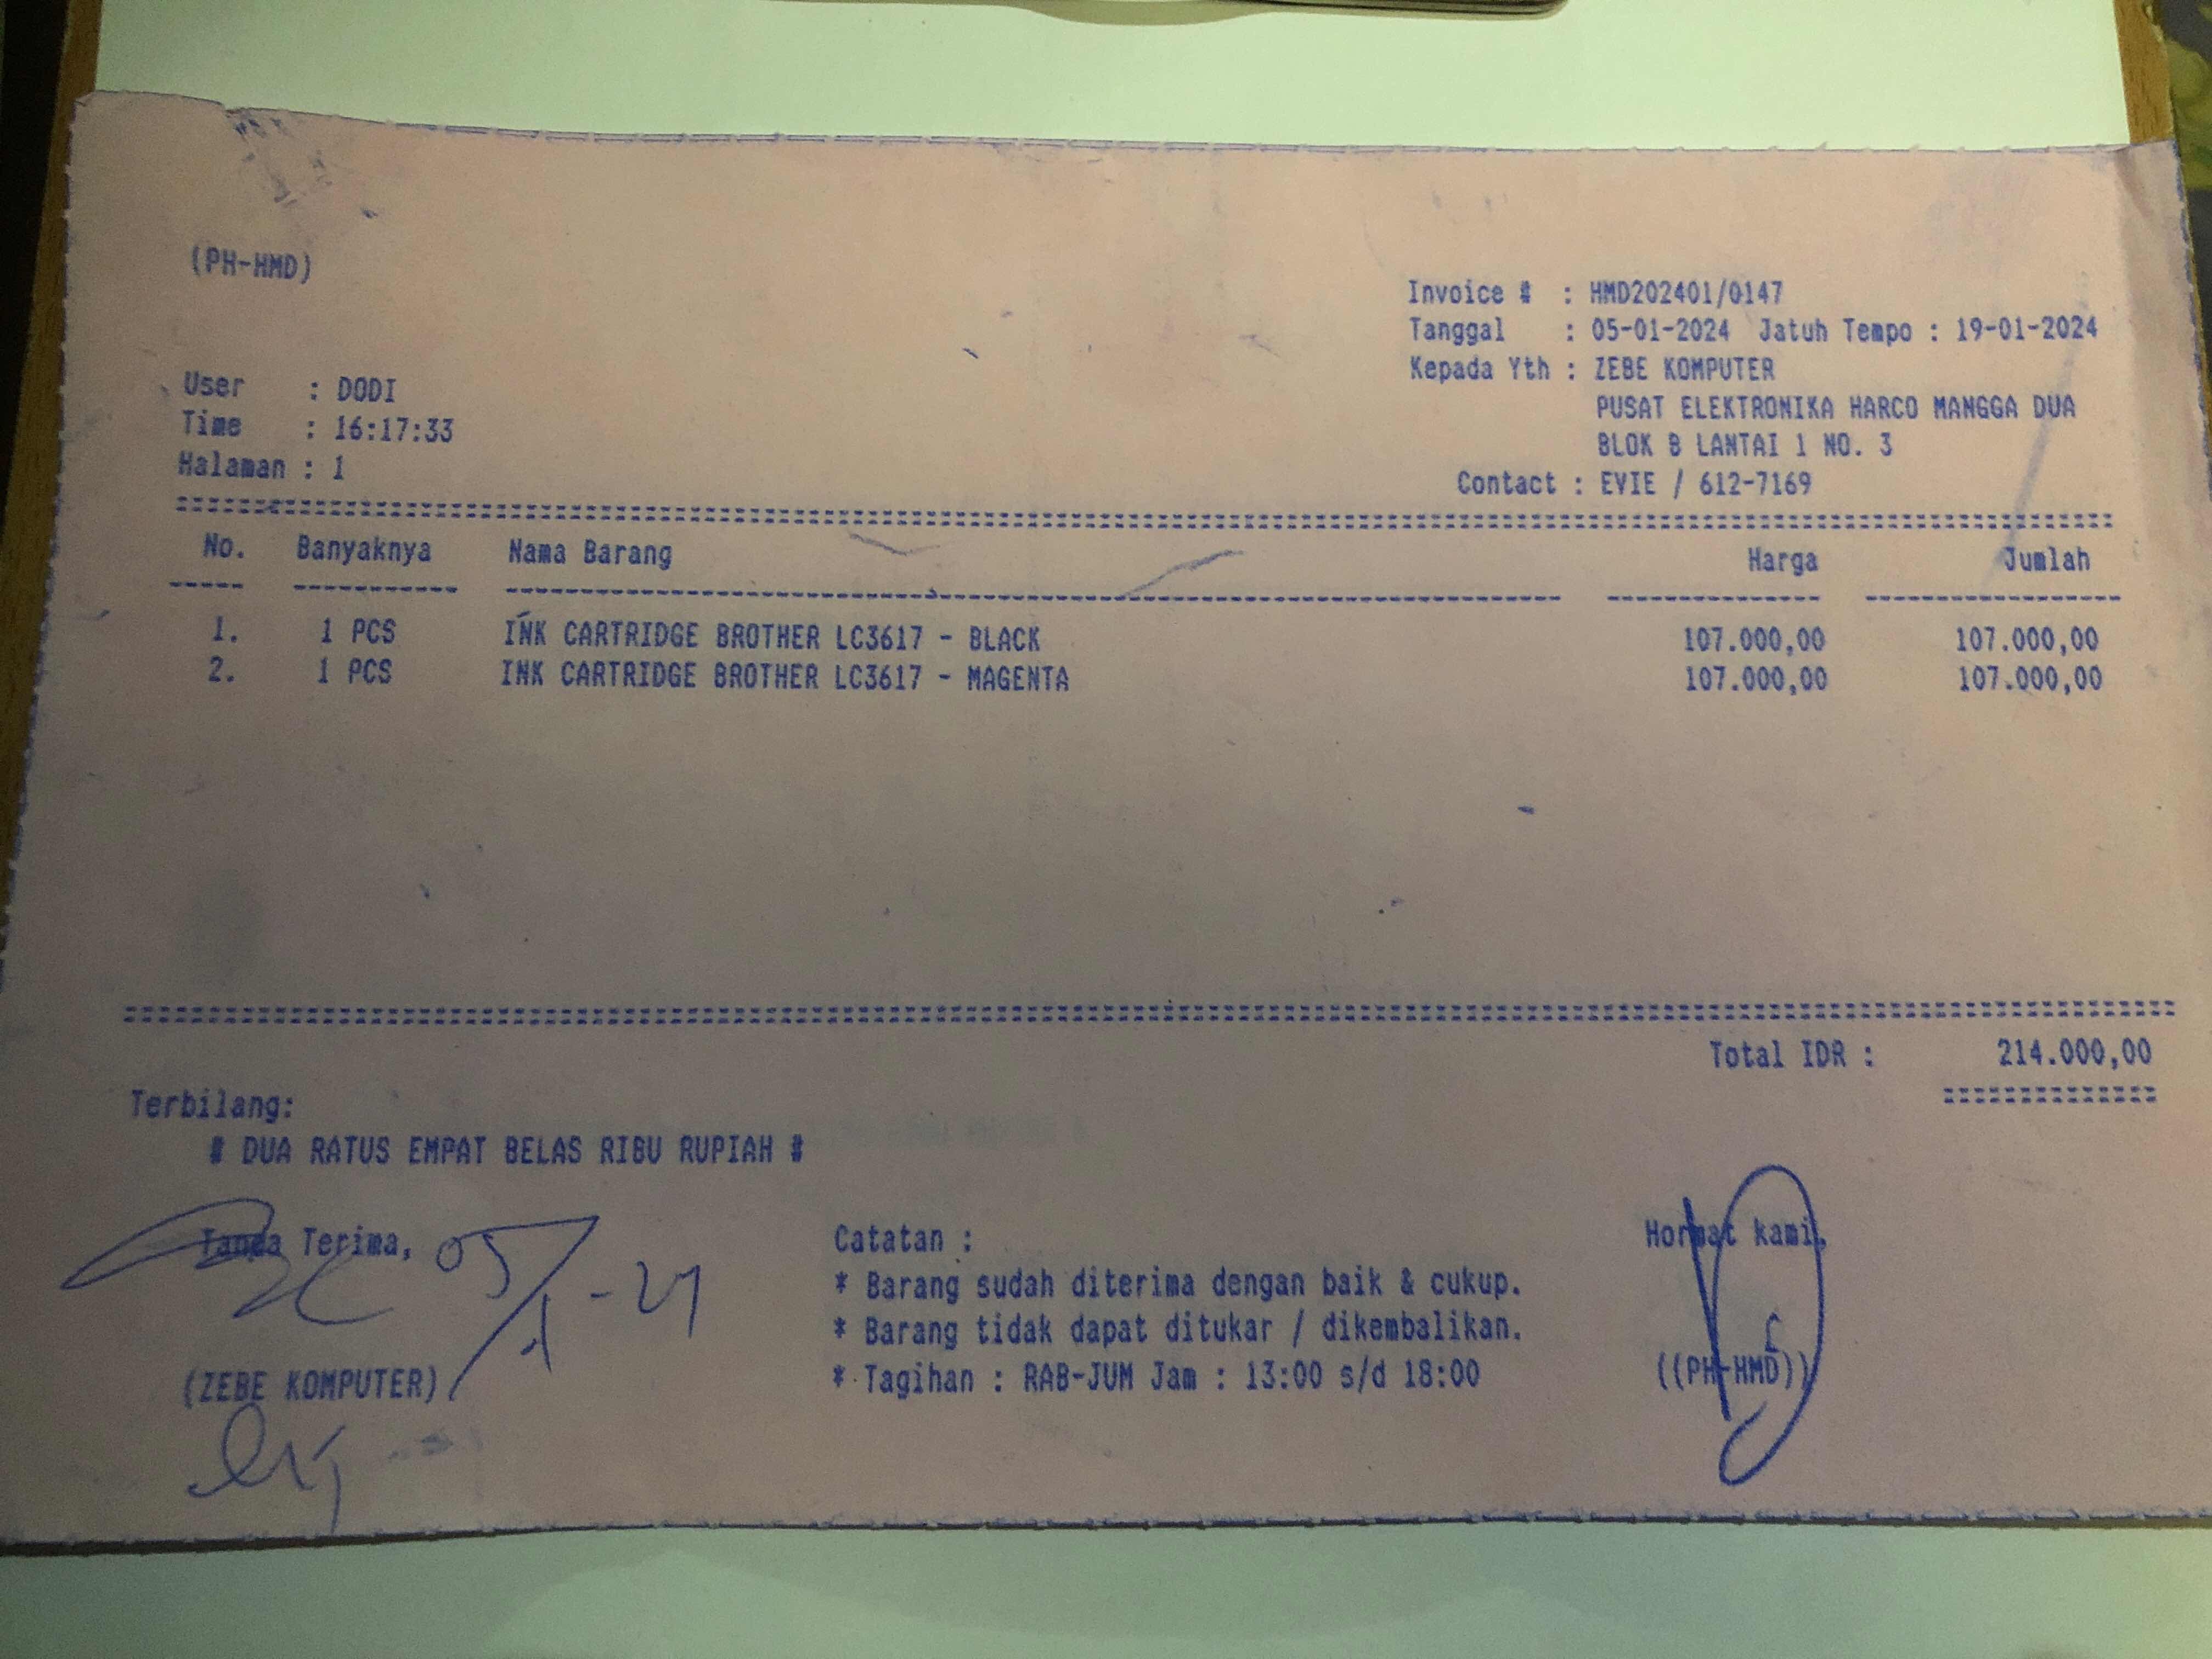 (PH-HMD)
Invoice # : HMD202401/0147
Tanggal : 05-01-2024 Jatuh Tempo : 19-01-2024
Kepada Yth : ZEBE KOMPUTER
PUSAT ELEKTRONIKA HARCO MANGGA DUA
BLOK B LANTAI 1 NO. 3
Contact : EVIE / 612-7169
User : DODI
Time : 16:17:33
Halaman : 1
No. Banyaknya Nama Barang Harga Jumlah
1. 1 PCS INK CARTRIDGE BROTHER LC3617 - BLACK 107.000,00 107.000,00
2. 1 PCS INK CARTRIDGE BROTHER LC3617 - MAGENTA 107.000,00 107.000,00
Total IDR : 214.000,00
Terbilang:
# DUA RATUS EMPAT BELAS RIBU RUPIAH #
Tanda Terima, 05/1-24
(ZEBE KOMPUTER)
Catatan :
* Barang sudah diterima dengan baik & cukup.
* Barang tidak dapat ditukar / dikembalikan.
* Tagihan : RAB-JUM Jam : 13:00 s/d 18:00
Hormat kami,
((PH-HMD))